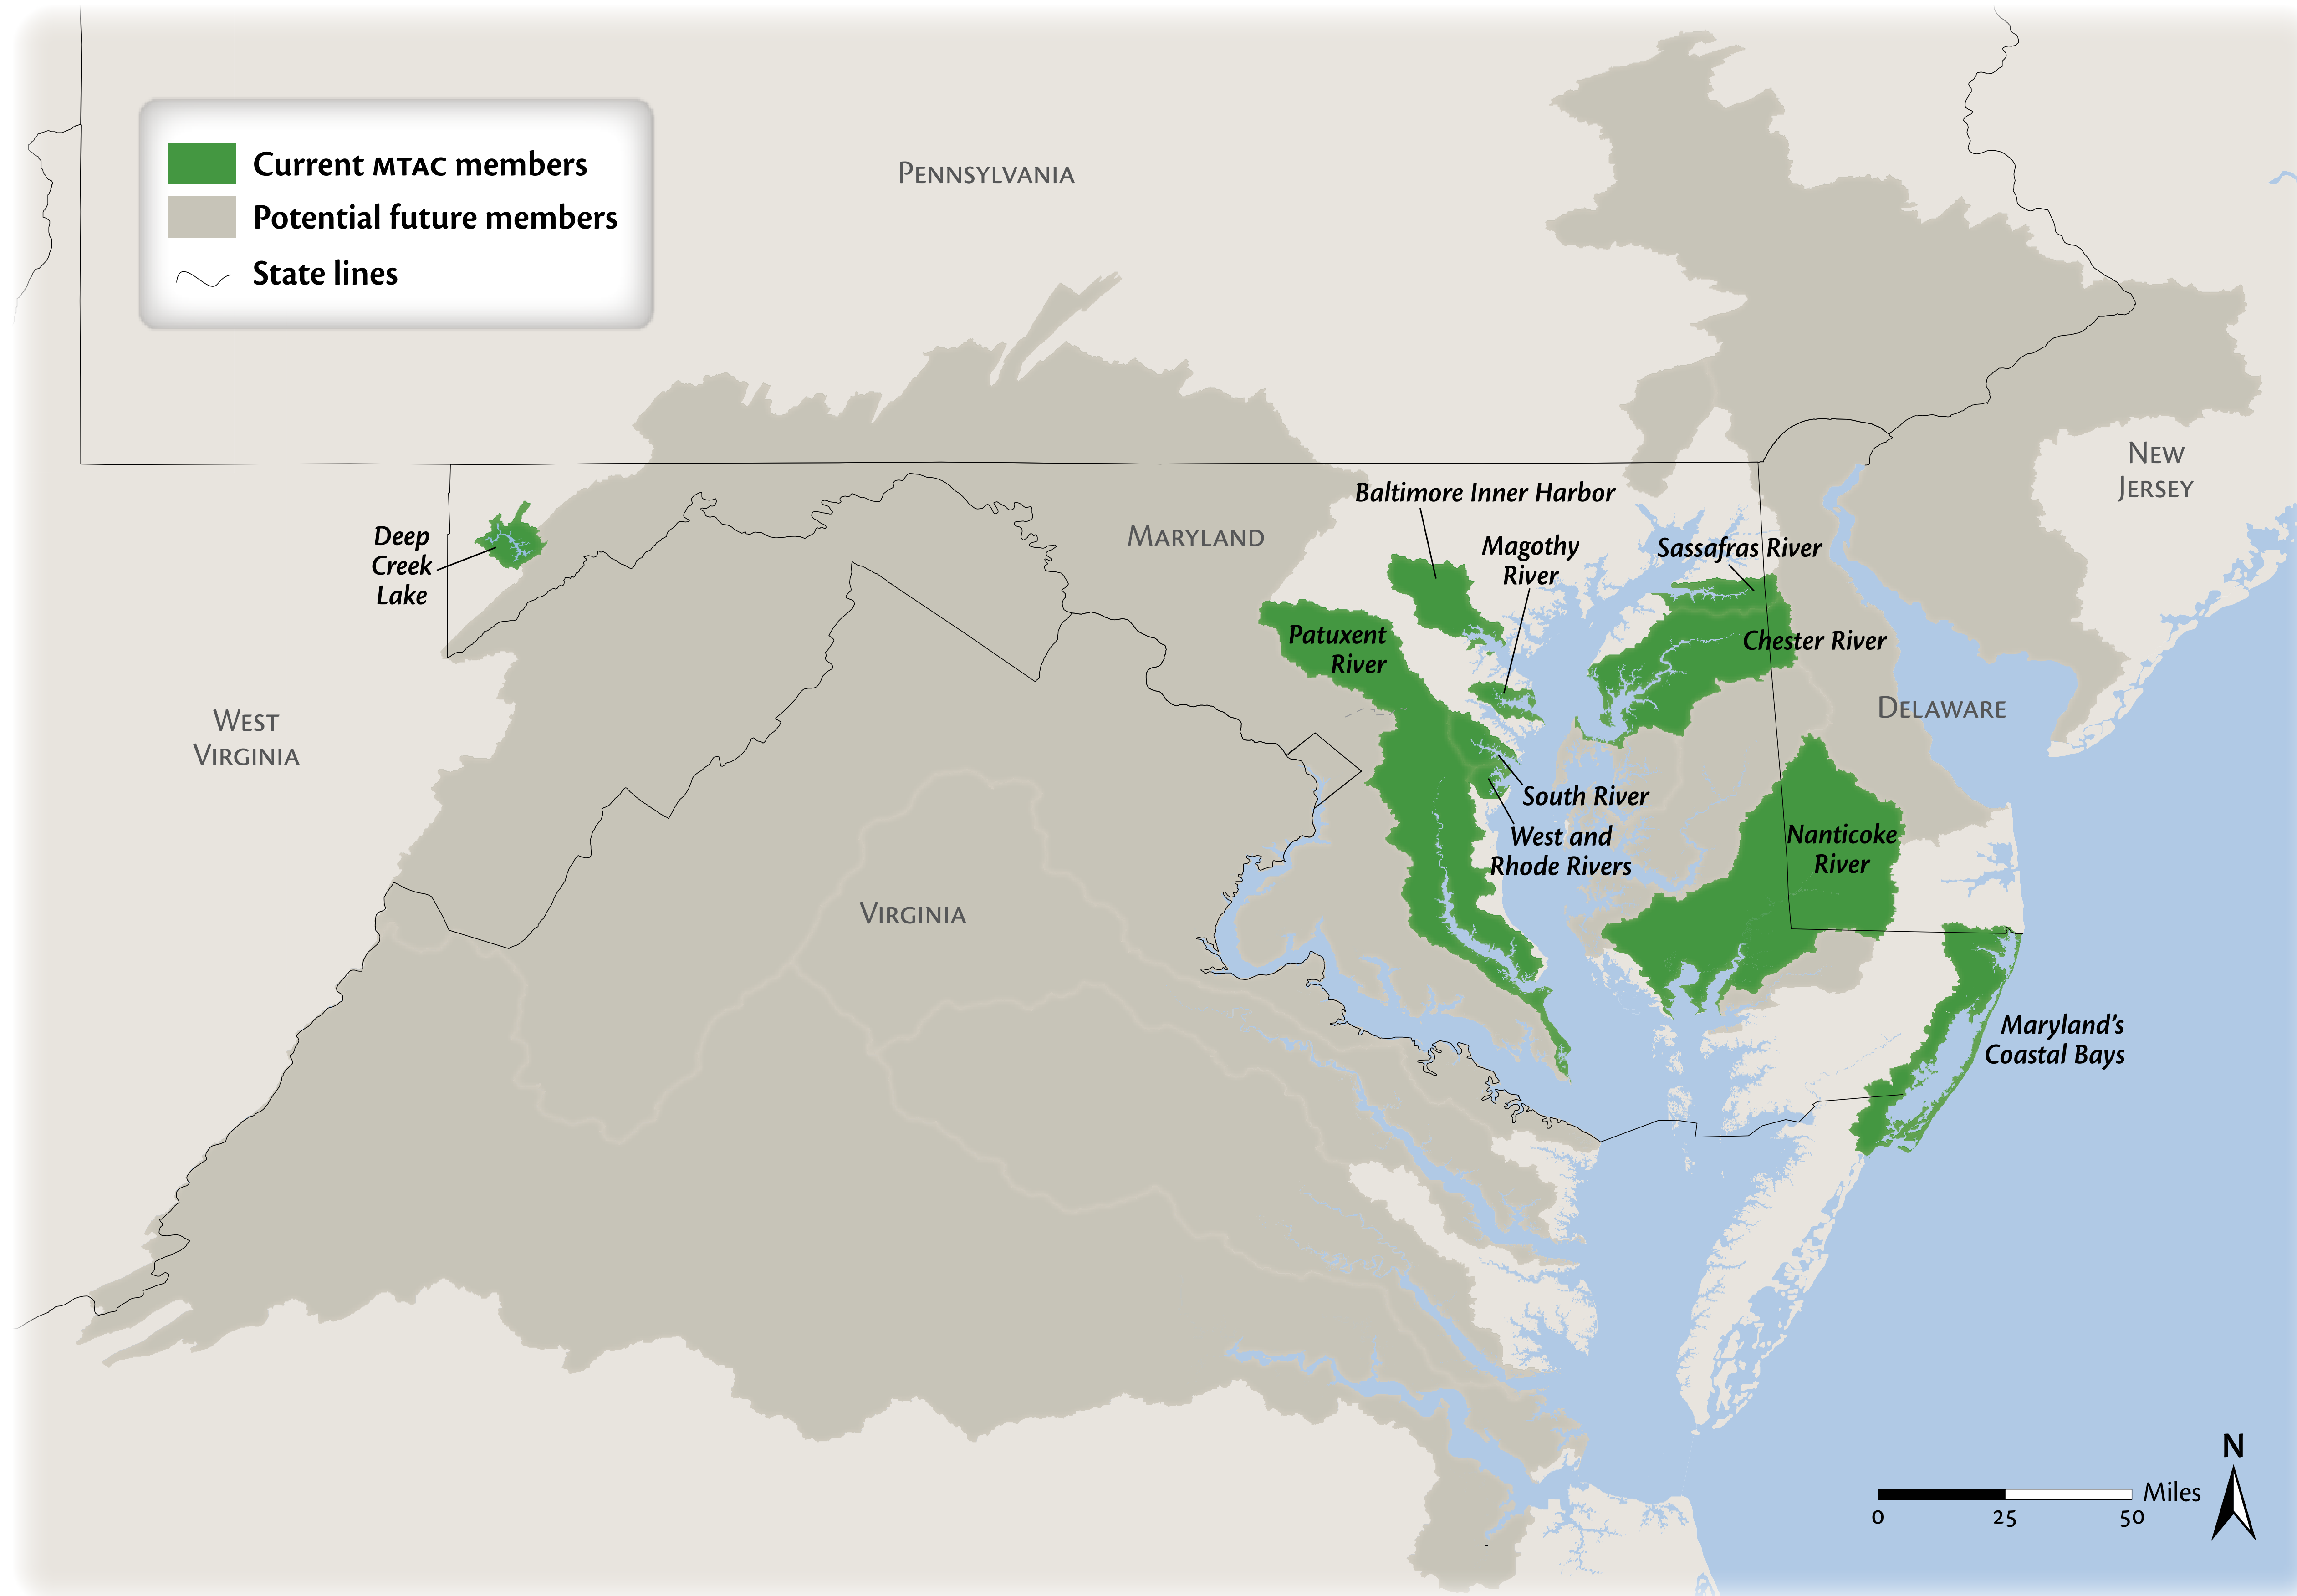 Current MTAC members
Potential future members
State lines
Pennsylvania
New
Jersey
Baltimore Inner Harbor
Deep
Creek
Lake
Maryland
Magothy
River
Sassafras River
Patuxent
River
Chester River
West
Virginia
Delaware
South River
West and
Rhode Rivers
Nanticoke
River
Virginia
Maryland's
Coastal Bays
N
Miles
0 25 50